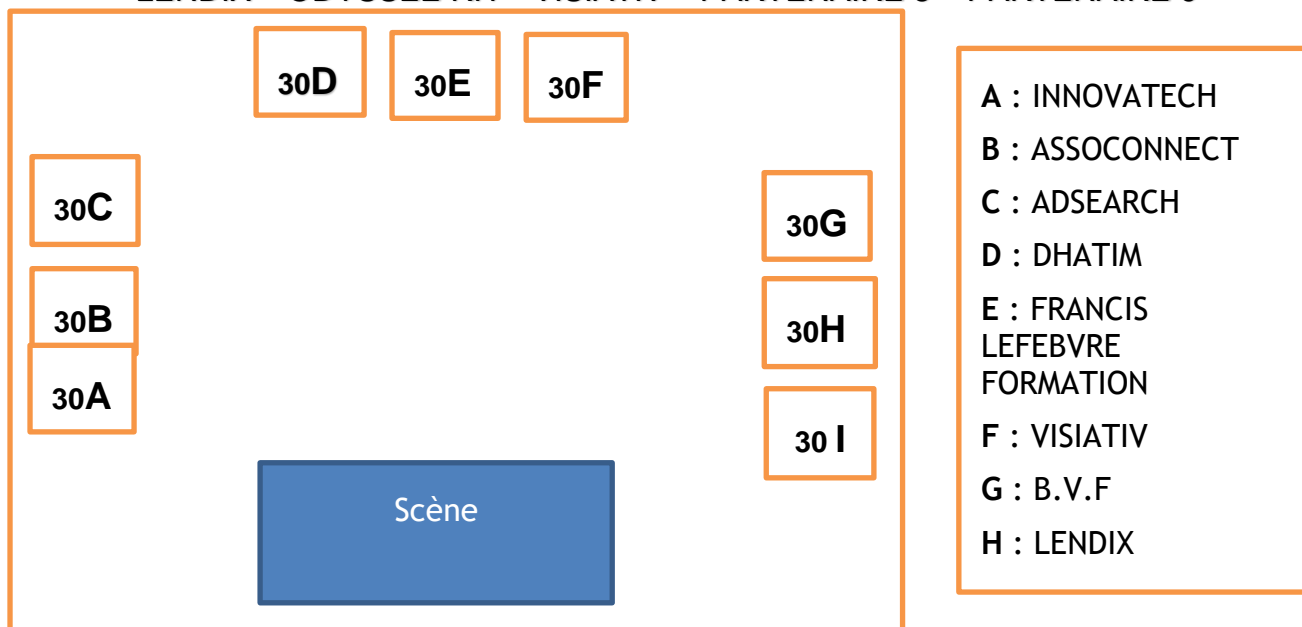 30D 30E 30F
30C
30G
30B
30H
30A
30 I
Scène
A : INNOVATECH
B : ASSOCONNECT
C : ADSEARCH
D : DHATIM
E : FRANCIS
LEFEBVRE
FORMATION
F : VISIATIV
G : B.V.F
H : LENDIX